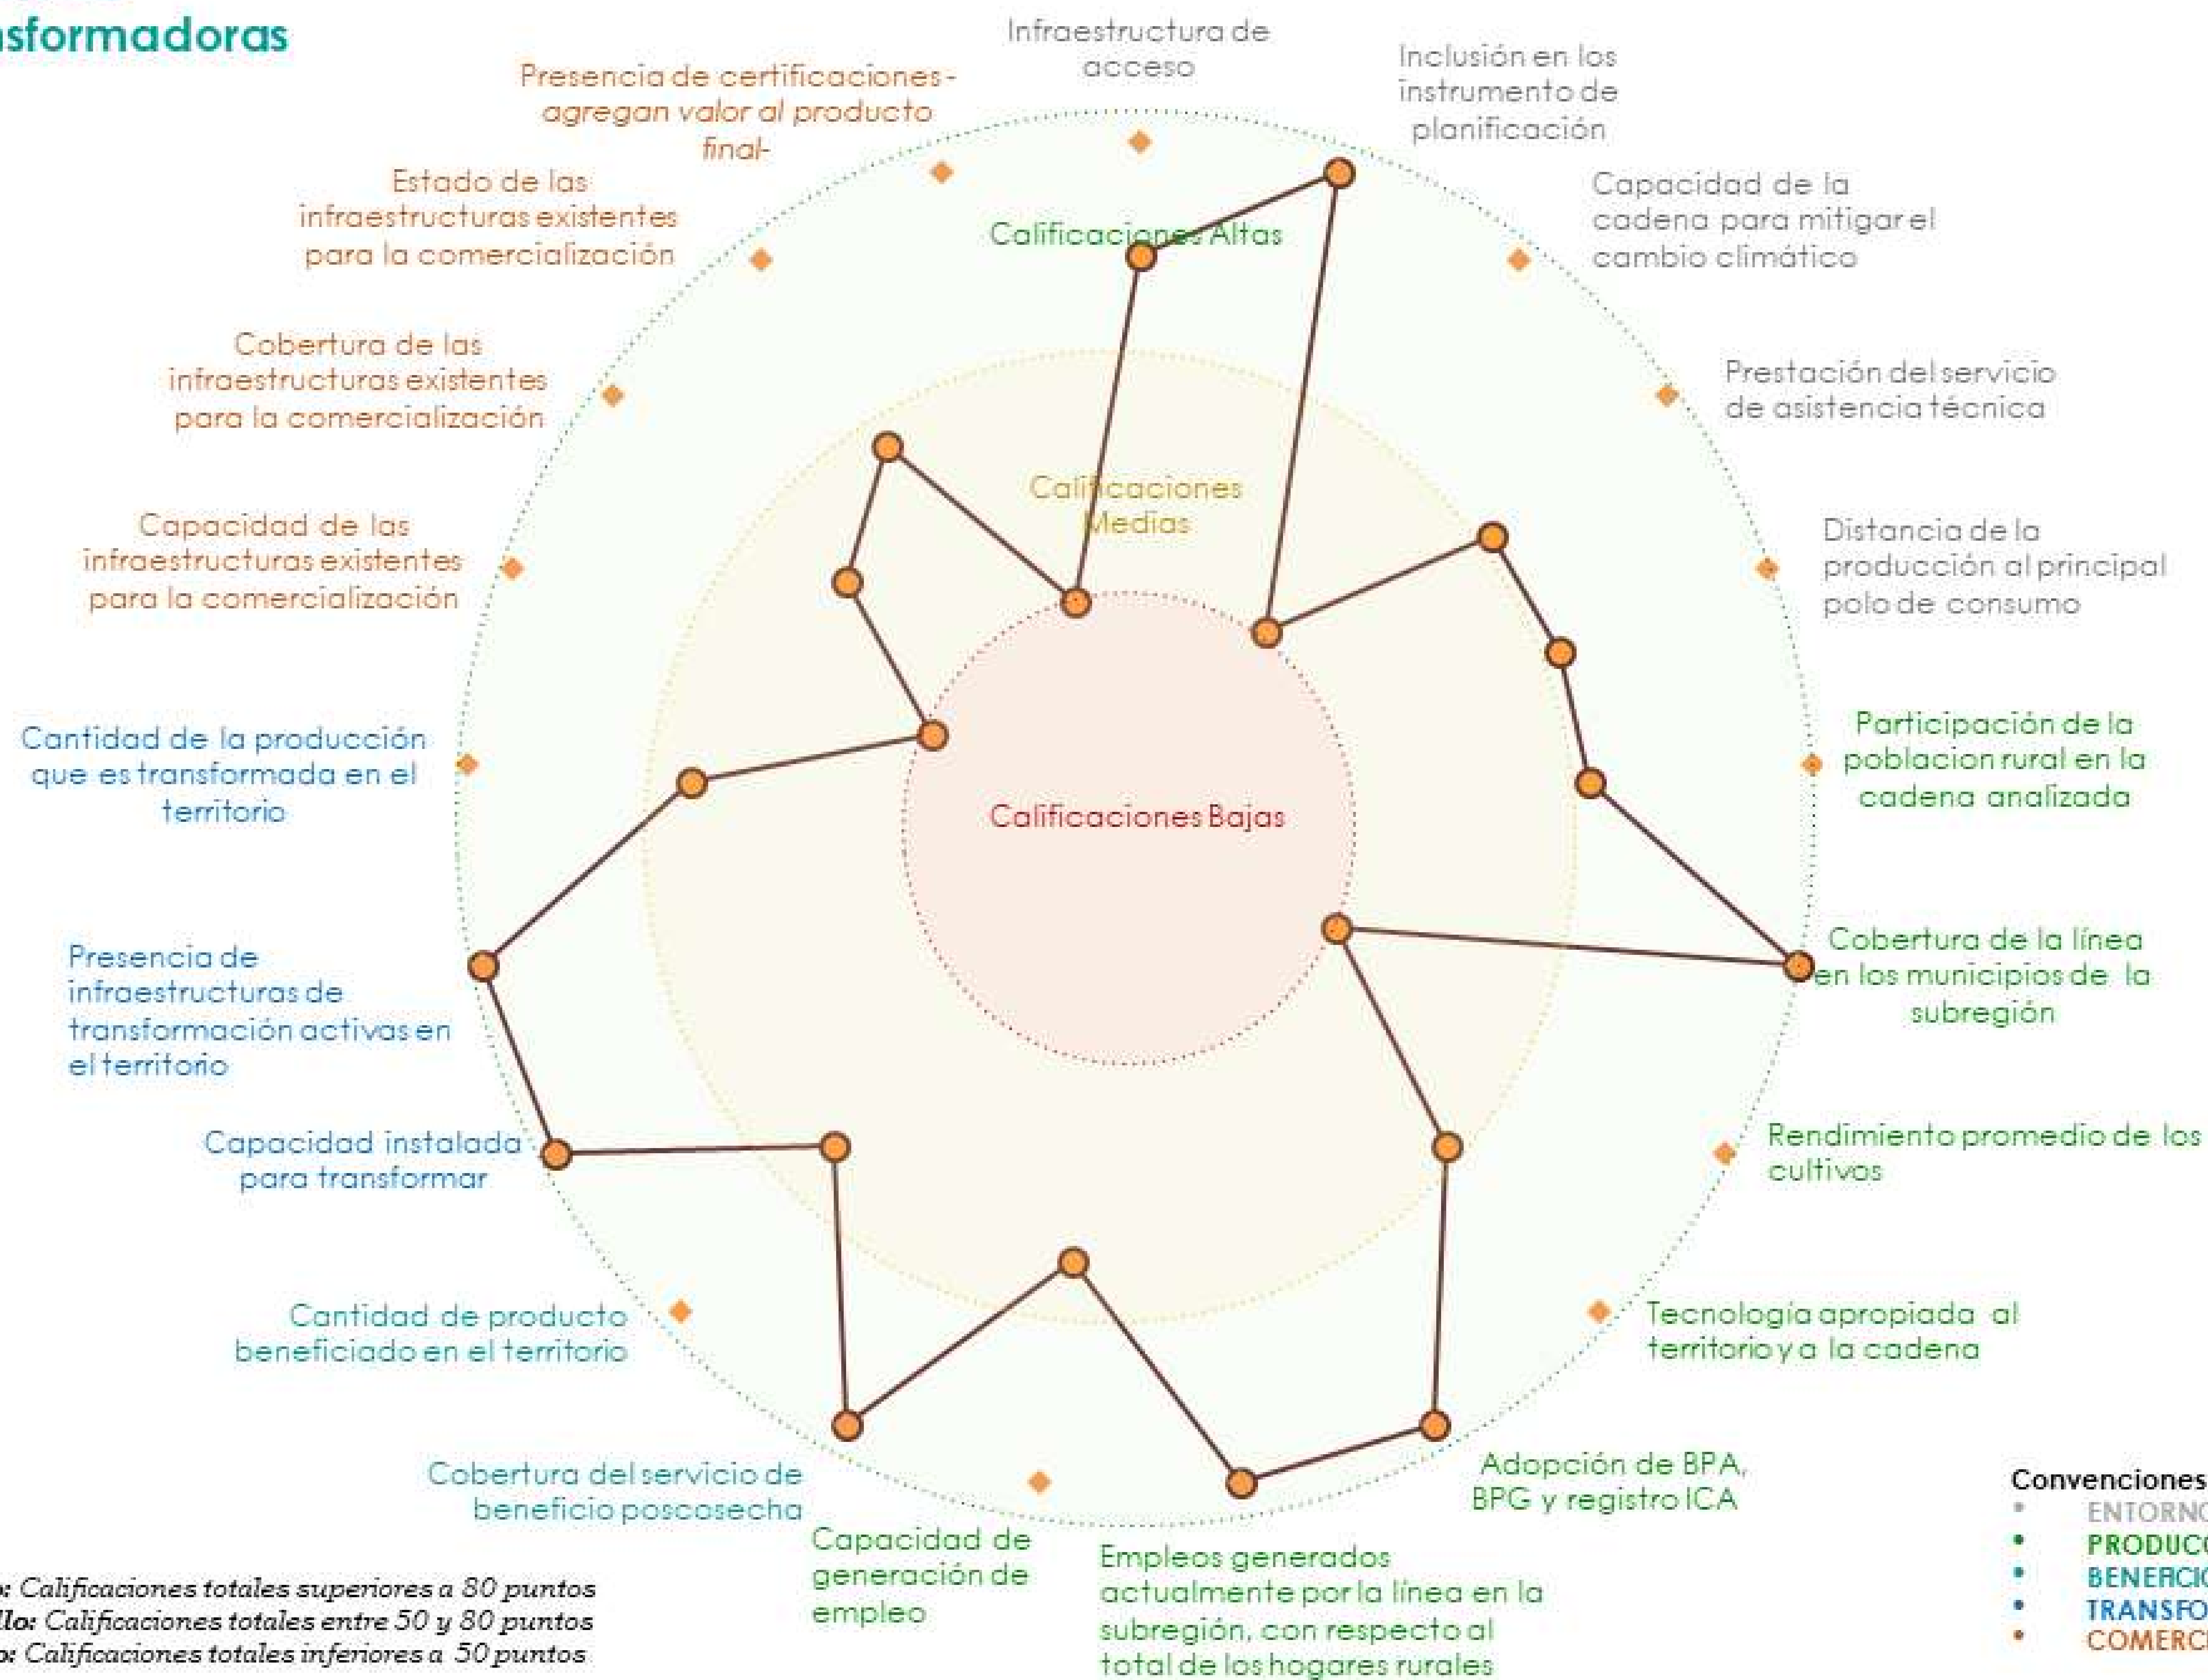 nsformadoras
Infraestructura de
acceso
Inclusión en los
instrumento de
planificación
Capacidad de la
cadena para mitigar el
cambio climático
Prestación del servicio
de asistencia técnica
Distancia de la
producción al principal
polo de consumo
Participación de la
poblacion rural en la
cadena analizada
Cobertura de la línea
en los municipios de la
subregión
Rendimiento promedio de los
cultivos
Tecnología apropiada al
territorio y a la cadena
Adopción de BPA,
BPG y registro ICA
Empleos generados
actualmente por la línea en la
subregión, con respecto al
total de los hogares rurales
Capacidad de
generación de
empleo
Cobertura del servicio de
beneficio poscosecha
Cantidad de producto
beneficiado en el territorio
Capacidad instalada
para transformar
Presencia de
infraestructuras de
transformación activas en
el territorio
Cantidad de la producción
que es transformada en el
territorio
Capacidad de las
infraestructuras existentes
para la comercialización
Cobertura de las
infraestructuras existentes
para la comercialización
Estado de las
infraestructuras existentes
para la comercialización
Presencia de certificaciones -
agregan valor al producto
final-
Calificaciones Altas
Calificaciones
Medias
Calificaciones Bajas
o: Calificaciones totales superiores a 80 puntos
llo: Calificaciones totales entre 50 y 80 puntos
o: Calificaciones totales inferiores a 50 puntos
Convenciones
• ENTORNO
• PRODUCC
• BENEFICIO
• TRANSFO
• COMERCI